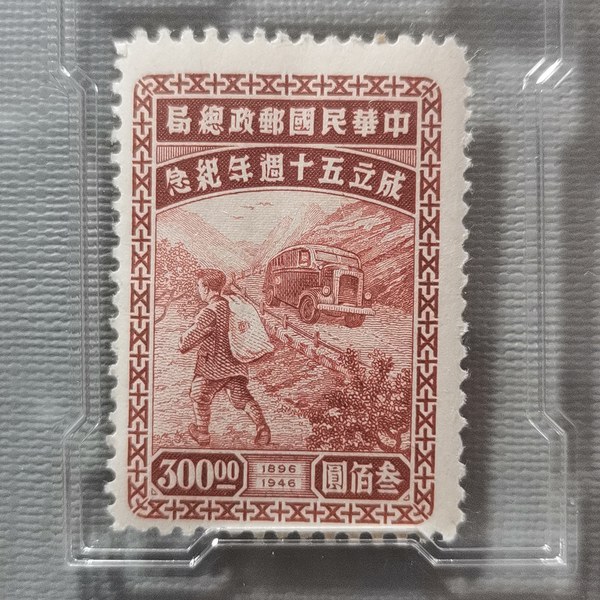 中華民國郵政總局
成立五十週年紀念
300.00
1896
1946
叁佰圓